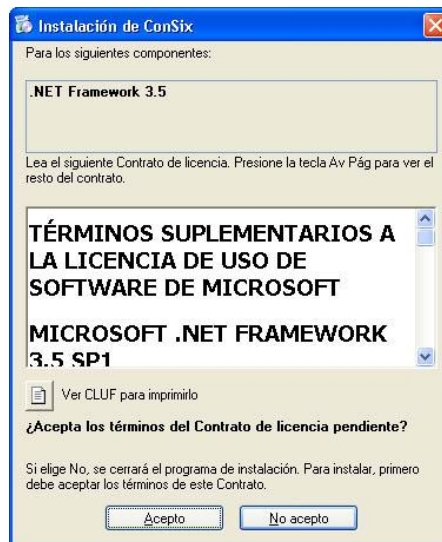 Instalación de ConSix
Para los siguientes componentes:
.NET Framework 3.5
Lea el siguiente Contrato de licencia. Presione la tecla Av Pág para ver el
resto del contrato.
TÉRMINOS SUPLEMENTARIOS A
LA LICENCIA DE USO DE
SOFTWARE DE MICROSOFT
MICROSOFT .NET FRAMEWORK
3.5 SP1
Ver CLUF para imprimirlo
¿Acepta los términos del Contrato de licencia pendiente?
Si elige No, se cerrará el programa de instalación. Para instalar, primero
debe aceptar los términos de este Contrato.
Acepto
No acepto